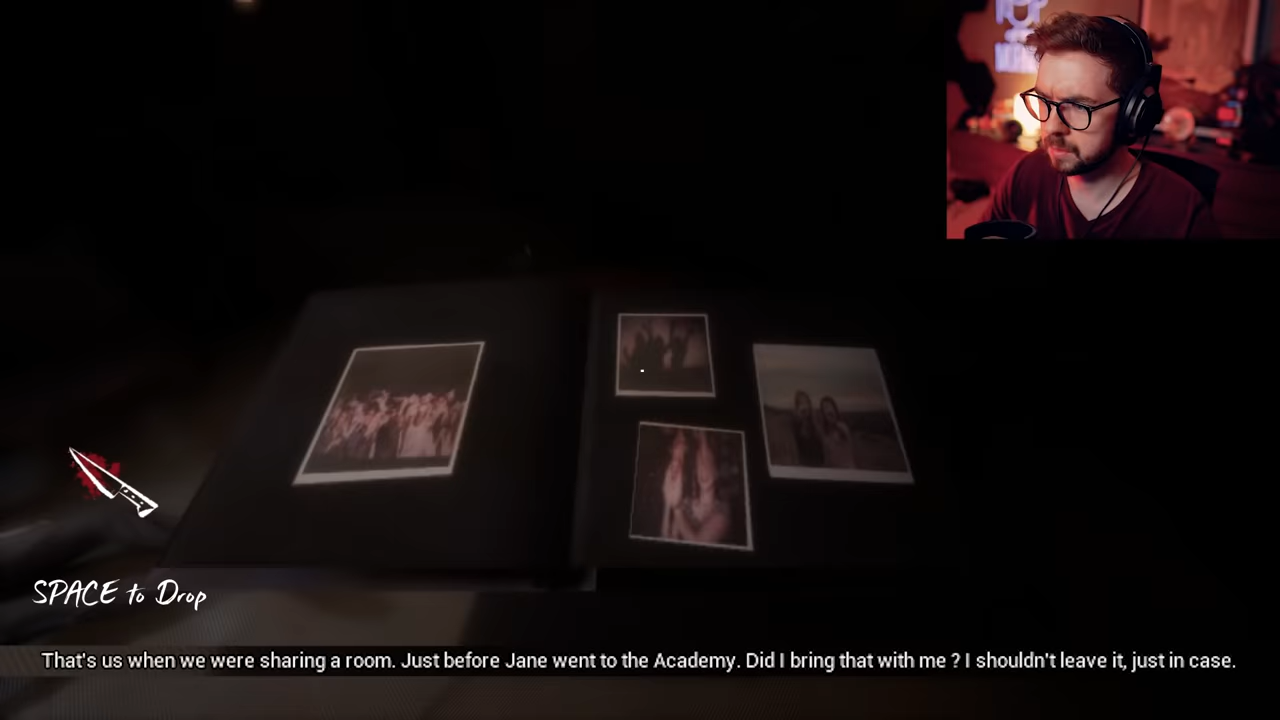 SPACE to Drop
That's us when we were sharing a room. Just before Jane went to the Academy. Did I bring that with me ? I shouldn't leave it, just in case.